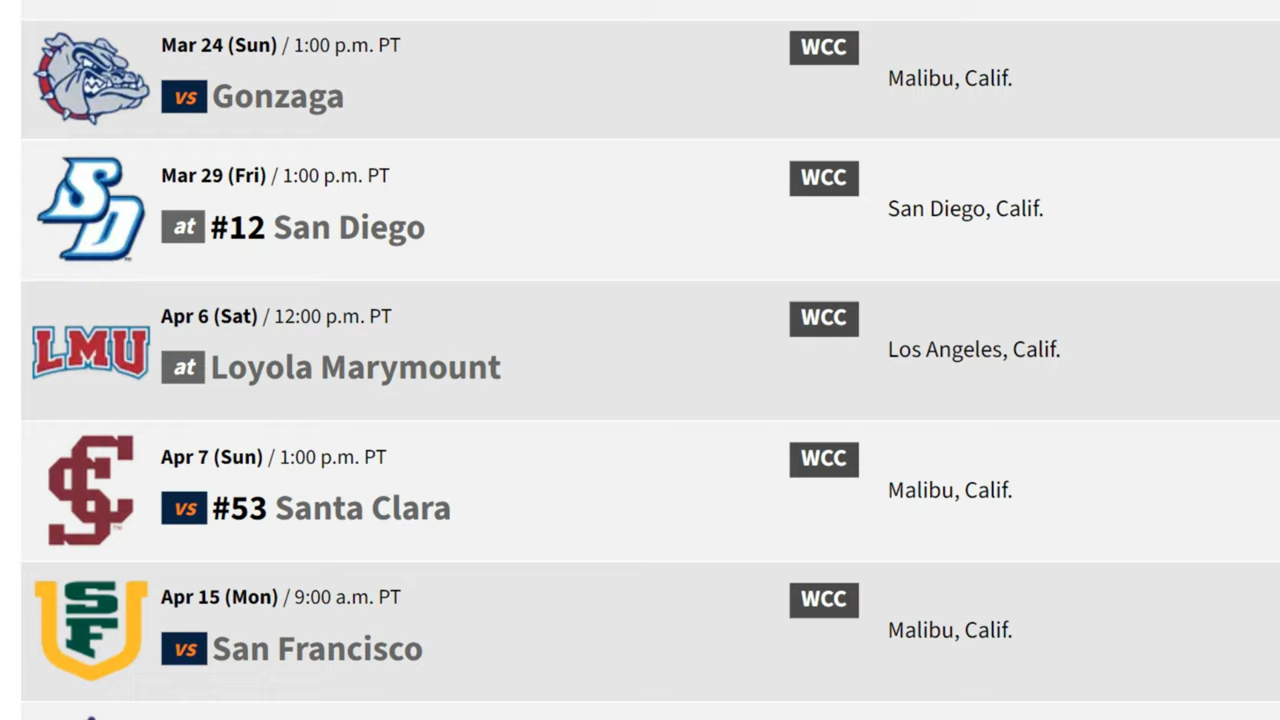 Mar 24 (Sun) / 1:00 p.m. PT
WCC
vs Gonzaga
Malibu, Calif.
SD
Mar 29 (Fri) / 1:00 p.m. PT
WCC
at #12 San Diego
San Diego, Calif.
LMU
Apr 6 (Sat) / 12:00 p.m. PT
WCC
at Loyola Marymount
Los Angeles, Calif.
SC
Apr 7 (Sun) / 1:00 p.m. PT
WCC
vs #53 Santa Clara
Malibu, Calif.
SF
Apr 15 (Mon) / 9:00 a.m. PT
WCC
vs San Francisco
Malibu, Calif.